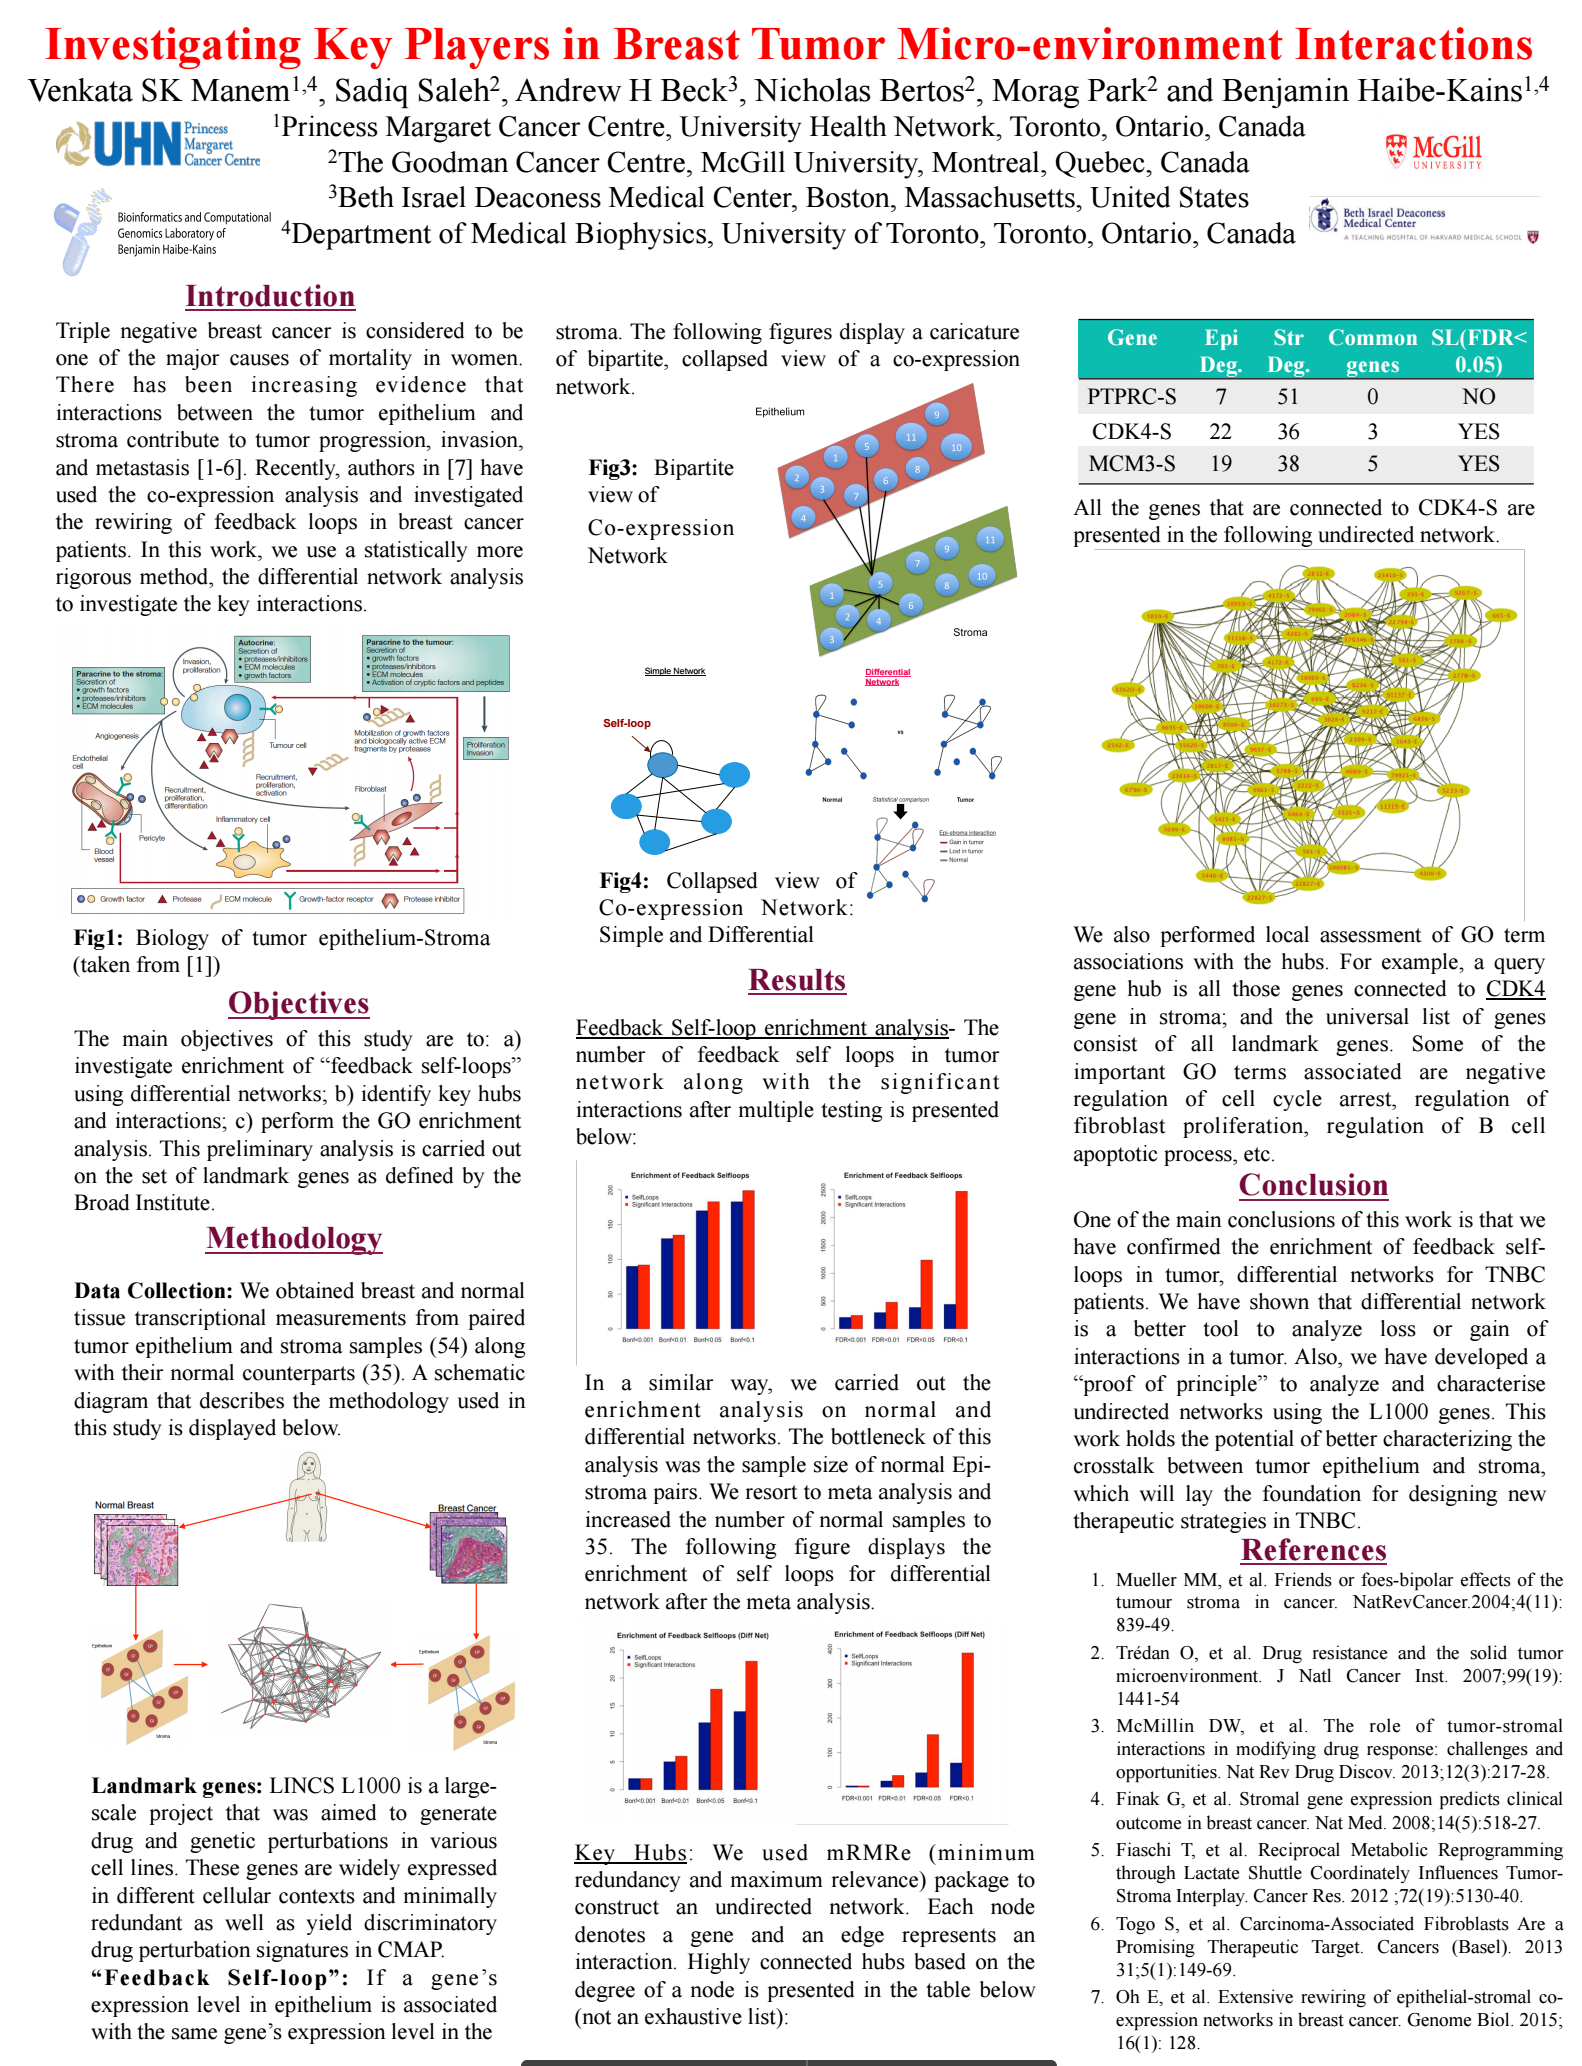 Investigating Key Players in Breast Tumor Micro-environment Interactions
Venkata SK Manem1,4, Sadiq Saleh2, Andrew H Beck3, Nicholas Bertos2, Morag Park2 and Benjamin Haibe-Kains1,4
1Princess Margaret Cancer Centre, University Health Network, Toronto, Ontario, Canada
2The Goodman Cancer Centre, McGill University, Montreal, Quebec, Canada
3Beth Israel Deaconess Medical Center, Boston, Massachusetts, United States
4Department of Medical Biophysics, University of Toronto, Toronto, Ontario, Canada
UHN
Princess
Margaret
Cancer Centre
Bioinformatics and Computational
Genomics Laboratory of
Benjamin Haibe-Kains
McGill
UNIVERSITY
Beth Israel Deaconess
Medical Center
A TEACHING HOSPITAL OF HARVARD MEDICAL SCHOOL
Introduction
Triple negative breast cancer is considered to be
one of the major causes of mortality in women.
There has been increasing evidence that
interactions between the tumor epithelium and
stroma contribute to tumor progression, invasion,
and metastasis [1-6]. Recently, authors in [7] have
used the co-expression analysis and investigated
the rewiring of feedback loops in breast cancer
patients. In this work, we use a statistically more
rigorous method, the differential network analysis
to investigate the key interactions.
Paracrine to the stroma:
Secretion of
• growth factors
• proteases/inhibitors
• ECM molecules
Invasion,
proliferation
Autocrine:
Secretion of
• proteases/inhibitors
• ECM molecules
• growth factors
Paracrine to the tumour:
Secretion of
• growth factors
• proteases/inhibitors
• ECM molecules
• Activation of cryptic factors and peptides
Angiogenesis
Tumour cell
Mobilization of growth factors
and biologically active ECM
fragments by proteases
Proliferation
Invasion
Endothelial
cell
Recruitment,
proliferation,
differentiation
Recruitment,
proliferation,
activation
Fibroblast
Inflammatory cell
Pericyte
Blood
vessel
Growth factor
Protease
ECM molecule
Growth-factor receptor
Protease inhibitor
Fig1: Biology of tumor epithelium-Stroma
(taken from [1])
Objectives
The main objectives of this study are to: a)
investigate enrichment of “feedback self-loops”
using differential networks; b) identify key hubs
and interactions; c) perform the GO enrichment
analysis. This preliminary analysis is carried out
on the set of landmark genes as defined by the
Broad Institute.
Methodology
Data Collection: We obtained breast and normal
tissue transcriptional measurements from paired
tumor epithelium and stroma samples (54) along
with their normal counterparts (35). A schematic
diagram that describes the methodology used in
this study is displayed below.
Normal Breast
Breast Cancer
Epithelium
Stroma
Epithelium
Stroma
Landmark genes: LINCS L1000 is a large-
scale project that was aimed to generate
drug and genetic perturbations in various
cell lines. These genes are widely expressed
in different cellular contexts and minimally
redundant as well as yield discriminatory
drug perturbation signatures in CMAP.
“Feedback Self-loop”: If a gene’s
expression level in epithelium is associated
with the same gene’s expression level in the
stroma. The following figures display a caricature
of bipartite, collapsed view of a co-expression
network.
Epithelium
9
5
11
10
1
8
2
6
3
7
4
Fig3: Bipartite
view of
Co-expression
Network
11
9
7
10
5
8
1
6
2
4
3
Stroma
Simple Network
Self-loop
Differential
Network
vs
Normal
Statistical comparison
Tumor
Epi-stroma interaction
Gain in tumor
Lost in tumor
Normal
Fig4: Collapsed view of
Co-expression Network:
Simple and Differential
Results
Feedback Self-loop enrichment analysis- The
number of feedback self loops in tumor
network along with the significant
interactions after multiple testing is presented
below:
Enrichment of Feedback Selfloops
SelfLoops
Significant Interactions
200
150
100
50
0
Bonf<0.001 Bonf<0.01 Bonf<0.05 Bonf<0.1
Enrichment of Feedback Selfloops
SelfLoops
Significant Interactions
2500
2000
1500
1000
500
0
FDR<0.001 FDR<0.01 FDR<0.05 FDR<0.1
In a similar way, we carried out the
enrichment analysis on normal and
differential networks. The bottleneck of this
analysis was the sample size of normal Epi-
stroma pairs. We resort to meta analysis and
increased the number of normal samples to
35. The following figure displays the
enrichment of self loops for differential
network after the meta analysis.
Enrichment of Feedback Selfloops (Diff Net)
SelfLoops
Significant Interactions
25
20
15
10
5
0
Bonf<0.001 Bonf<0.01 Bonf<0.05 Bonf<0.1
Enrichment of Feedback Selfloops (Diff Net)
SelfLoops
Significant Interactions
400
300
200
100
0
FDR<0.001 FDR<0.01 FDR<0.05 FDR<0.1
Key Hubs: We used mRMRe (minimum
redundancy and maximum relevance) package to
construct an undirected network. Each node
denotes a gene and an edge represents an
interaction. Highly connected hubs based on the
degree of a node is presented in the table below
(not an exhaustive list):
Gene Epi Deg. Str Deg. Common genes SL(FDR< 0.05)
PTPRC-S 7 51 0 NO
CDK4-S 22 36 3 YES
MCM3-S 19 38 5 YES
All the genes that are connected to CDK4-S are
presented in the following undirected network.
We also performed local assessment of GO term
associations with the hubs. For example, a query
gene hub is all those genes connected to CDK4
gene in stroma; and the universal list of genes
consist of all landmark genes. Some of the
important GO terms associated are negative
regulation of cell cycle arrest, regulation of
fibroblast proliferation, regulation of B cell
apoptotic process, etc.
Conclusion
One of the main conclusions of this work is that we
have confirmed the enrichment of feedback self-
loops in tumor, differential networks for TNBC
patients. We have shown that differential network
is a better tool to analyze loss or gain of
interactions in a tumor. Also, we have developed a
“proof of principle” to analyze and characterise
undirected networks using the L1000 genes. This
work holds the potential of better characterizing the
crosstalk between tumor epithelium and stroma,
which will lay the foundation for designing new
therapeutic strategies in TNBC.
References
1. Mueller MM, et al. Friends or foes-bipolar effects of the
tumour stroma in cancer. NatRevCancer.2004;4(11):
839-49.
2. Trédan O, et al. Drug resistance and the solid tumor
microenvironment. J Natl Cancer Inst. 2007;99(19):
1441-54
3. McMillin DW, et al. The role of tumor-stromal
interactions in modifying drug response: challenges and
opportunities. Nat Rev Drug Discov. 2013;12(3):217-28.
4. Finak G, et al. Stromal gene expression predicts clinical
outcome in breast cancer. Nat Med. 2008;14(5):518-27.
5. Fiaschi T, et al. Reciprocal Metabolic Reprogramming
through Lactate Shuttle Coordinately Influences Tumor-
Stroma Interplay. Cancer Res. 2012 ;72(19):5130-40.
6. Togo S, et al. Carcinoma-Associated Fibroblasts Are a
Promising Therapeutic Target. Cancers (Basel). 2013
31;5(1):149-69.
7. Oh E, et al. Extensive rewiring of epithelial-stromal co-
expression networks in breast cancer. Genome Biol. 2015;
16(1): 128.